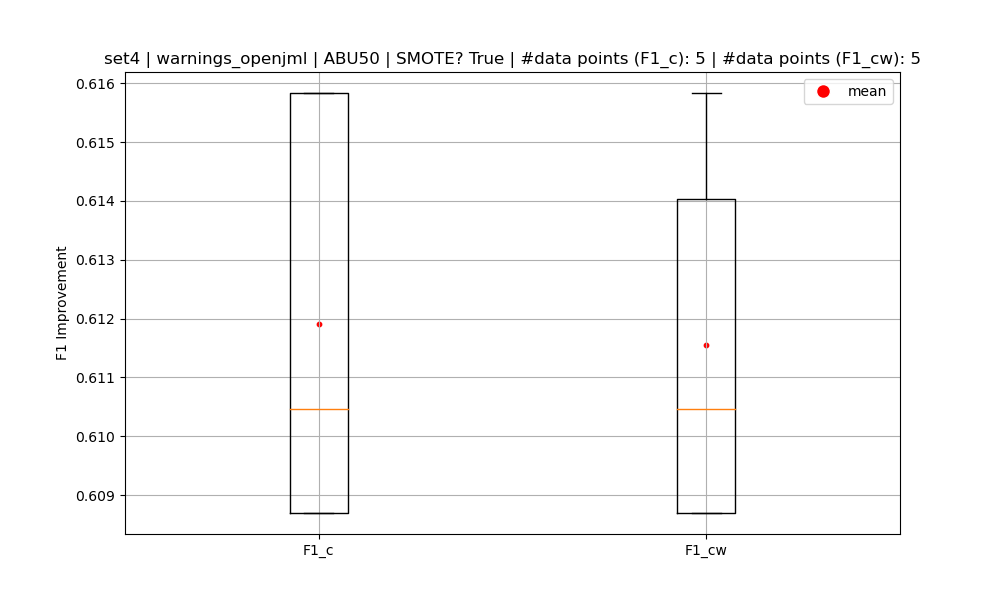 set4 | warnings_openjml | ABU50 | SMOTE? True | #data points (F1_c): 5 | #data points (F1_cw): 5
mean
F1 Improvement
0.616
0.615
0.614
0.613
0.612
0.611
0.610
0.609
F1_c
F1_cw